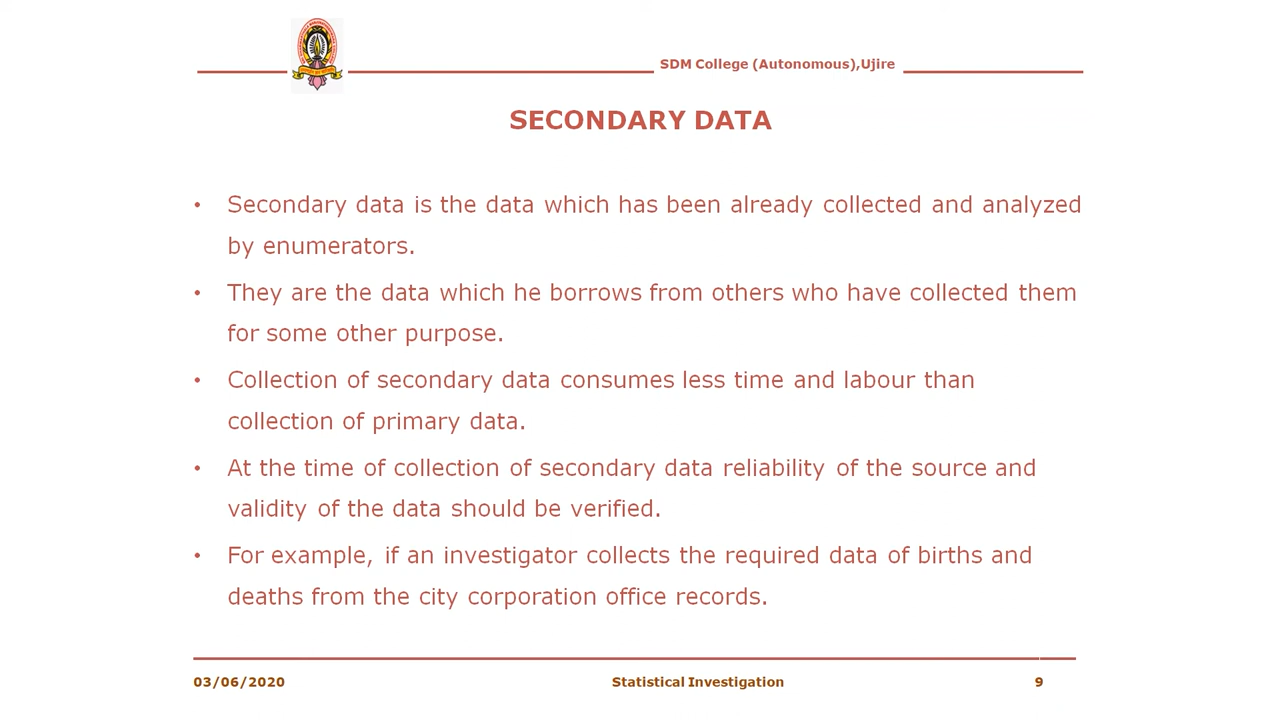 SDM College (Autonomous),Ujire
SECONDARY DATA
• Secondary data is the data which has been already collected and analyzed
by enumerators.
• They are the data which he borrows from others who have collected them
for some other purpose.
• Collection of secondary data consumes less time and labour than
collection of primary data.
• At the time of collection of secondary data reliability of the source and
validity of the data should be verified.
• For example, if an investigator collects the required data of births and
deaths from the city corporation office records.
03/06/2020 Statistical Investigation 9